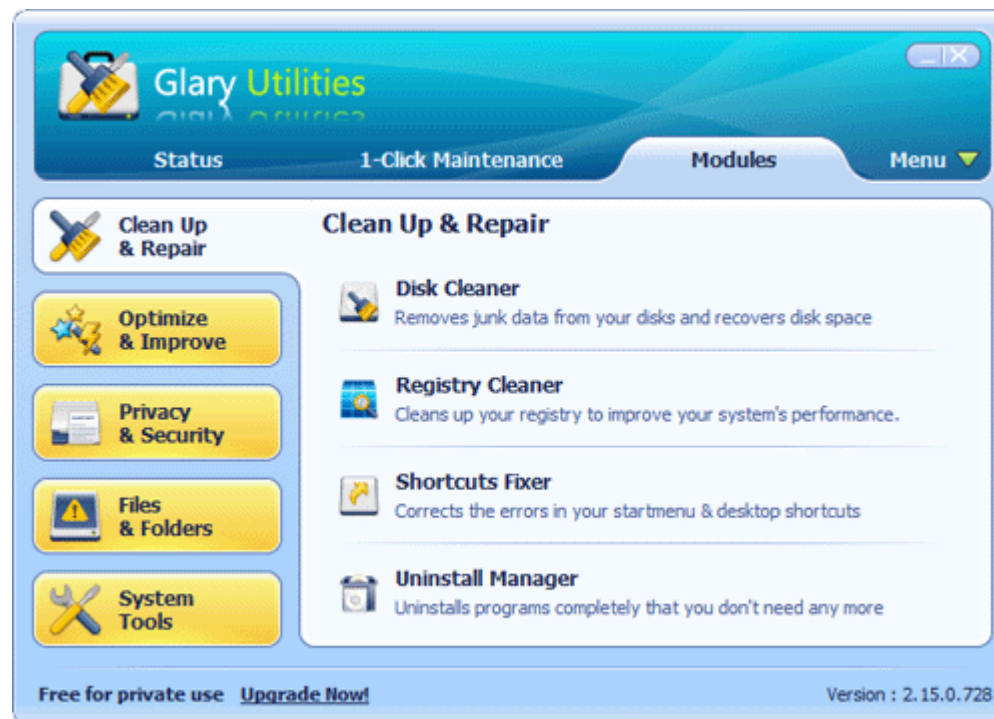 Glary Utilities
Status
1-Click Maintenance
Modules
Menu
Clean Up
& Repair
Optimize
& Improve
Privacy
& Security
Files
& Folders
System
Tools
Clean Up & Repair
Disk Cleaner
Removes junk data from your disks and recovers disk space
Registry Cleaner
Cleans up your registry to improve your system's performance.
Shortcuts Fixer
Corrects the errors in your startmenu & desktop shortcuts
Uninstall Manager
Uninstalls programs completely that you don't need any more
Free for private use Upgrade Now!
Version : 2.15.0.728